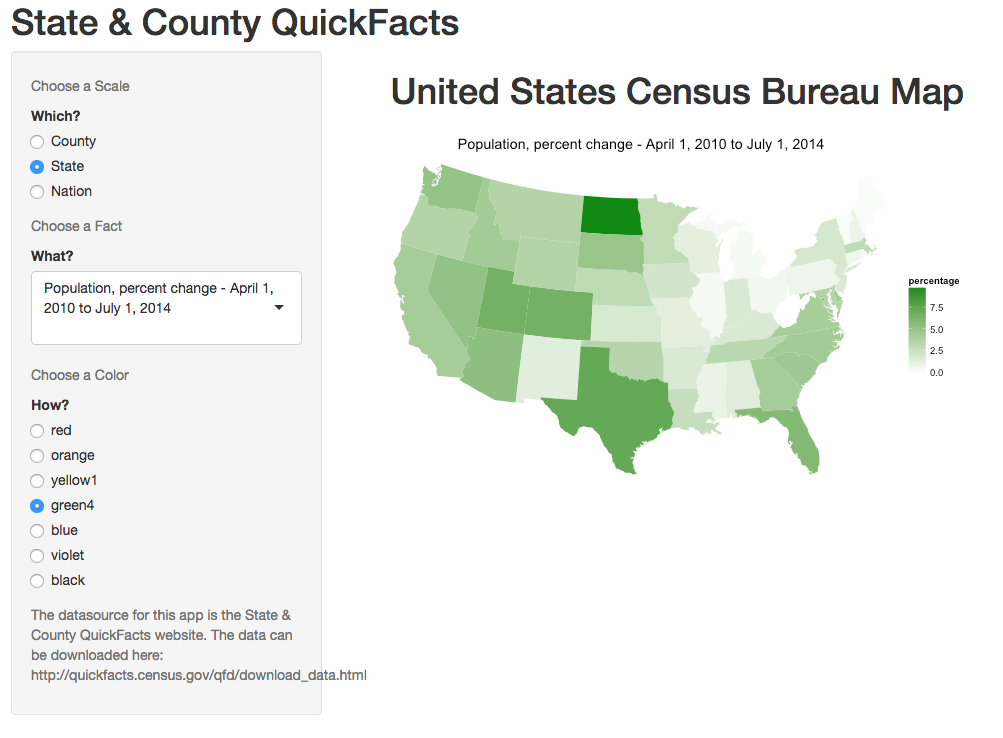 State & County QuickFacts
Choose a Scale
Which?
County
State
Nation
Choose a Fact
What?
Population, percent change - April 1,
2010 to July 1, 2014
Choose a Color
How?
red
orange
yellow1
green4
blue
violet
black
The datasource for this app is the State &
County QuickFacts website. The data can
be downloaded here:
http://quickfacts.census.gov/qfd/download_data.html
United States Census Bureau Map
Population, percent change - April 1, 2010 to July 1, 2014
percentage
7.5
5.0
2.5
0.0